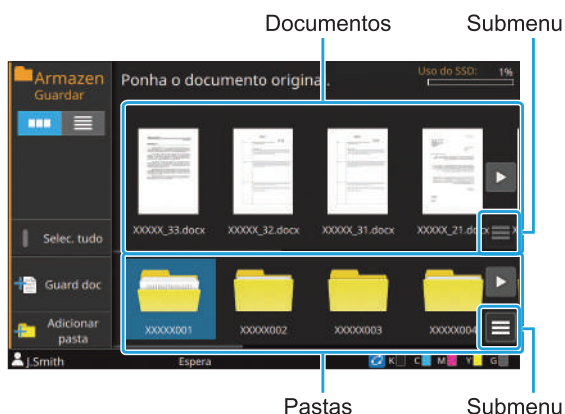 Documentos
Submenu
Armazen
Guardar
Ponha o documento origina..
Uso do SSD: 1%
XXXXX_33.docx
XXXXX_32.docx
XXXXX_31.docx
XXXXX_21.docx
Selec. tudo
Guard doc
Adicionar
pasta
XXXXX001
XXXXX002
XXXXX003
XXXXX004
J.Smith
Espera
K
C
M
Y
G
Pastas
Submenu